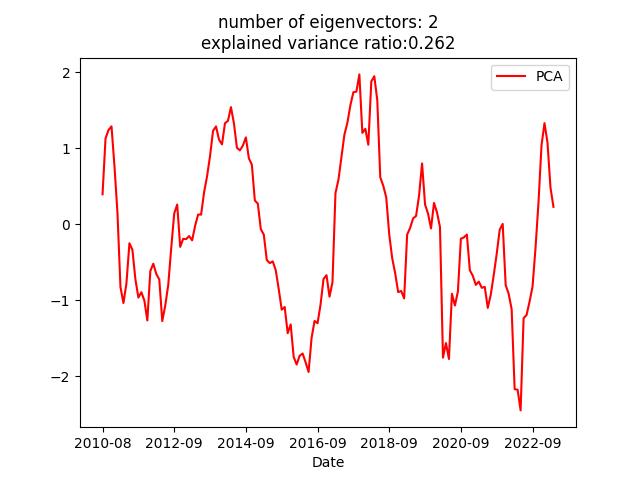 number of eigenvectors: 2
explained variance ratio:0.262
PCA
2
1
0
−1
−2
2010-08 2012-09 2014-09 2016-09 2018-09 2020-09 2022-09
Date